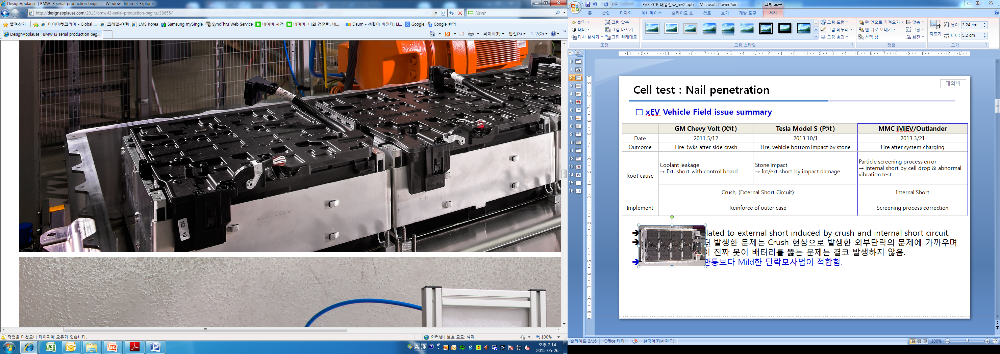 DesignApplause | BMW i3 serial production begins. - Windows Internet Explorer
http://designapplause.com/2013/bmw-i3-serial-production-begins/38655/
Naver
즐겨찾기
아이마켓코리아 - Global ...
코레일-여행
LMS Korea
Samsung mySingle
SyncThru Web Service
네이버 사전
네이버 나의 경쟁력, 네...
Daum - 생활이 바뀐다! Li...
Google
Google 번역
DesignApplause | BMW i3 serial production beg...
페이지(P)
안전(S)
도구(O)
N2 10
작업을 마쳤으나 페이지에 오류가 있습니다.
인터넷 | 보호 모드: 해제
100%
A 漢
오후 2:14
2015-05-26
EVS-GTR 대응전략_rev2.pptx - Microsoft PowerPoint
그림 도구
홈 삽입 디자인 애니메이션 슬라이드 쇼 검토 보기 개발 도구 서식
밝기
대비
다시 칠하기
그림 압축
그림 바꾸기
그림 원래대로
조정
그림 스타일
그림 도형
그림 테두리
그림 효과
맨 앞으로 가져오기
맨 뒤로 보내기
선택 창
맞춤
그룹
회전
정렬
자르기
높이: 3.24 cm
너비: 5.2 cm
크기
0
1
2
3
4
5
6
7
8
9
10
11
12
13
14
15
16
대외비
Cell test : Nail penetration
xEV Vehicle Field issue summary
GM Chevy Volt (X社) Tesla Model S (P社) MMC iMiEV/Outlander
Date 2011.5/12 2013.10/1 2013.3/21
Outcome Fire 3wks after side crash Fire, vehicle bottom impact by stone Fire after system charging
Root cause
Coolant leakage
→ Ext. short with control board
Stone impact
→ Int/ext short by impact damage
Particle screening process error
→ internal short by cell drop & abnormal
vibration test.
Crush, (External Short Circuit) Internal Short
Implement Reinforce of outer case Screening process correction
lated to external short induced by crush and internal short circuit.
터 발생한 문제는 Crush 현상으로 발생한 외부단락의 문제에 가까우며
이 진짜 못이 배터리를 뚫는 문제는 결코 발생하지 않음.
관통보다 Mild한 단락모사법이 적합함.
슬라이드 2/16
"Office 테마"
한국어(대한민국)
100%